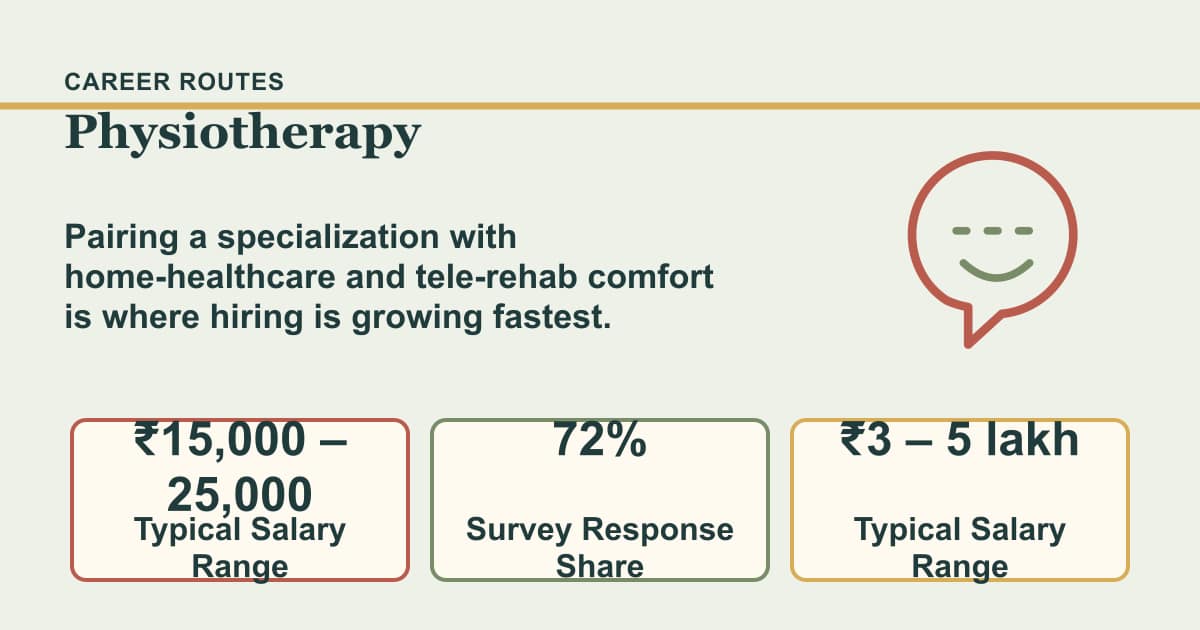 CAREER ROUTES
Physiotherapy
Pairing a specialization with
home-healthcare and tele-rehab comfort
is where hiring is growing fastest.
₹15,000 –
25,000
Typical Salary
Range
72%
Survey Response
Share
₹3 – 5 lakh
Typical Salary
Range